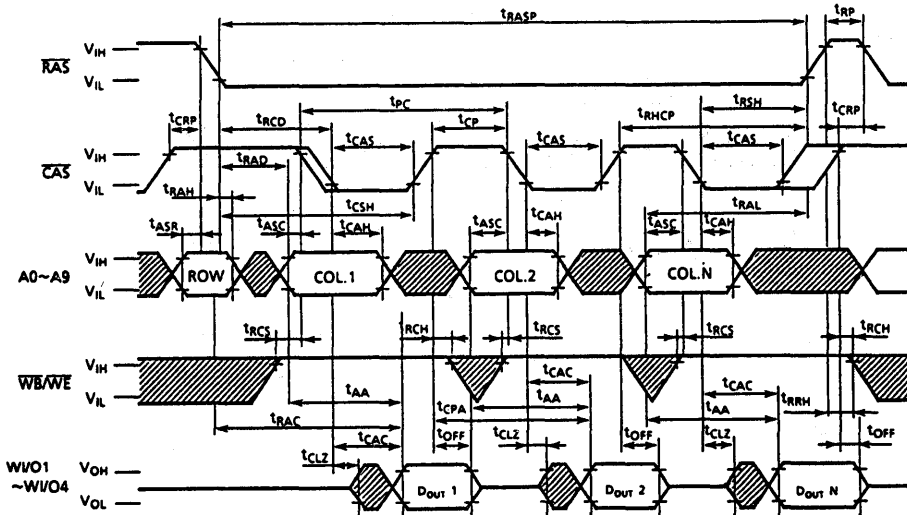 tRASP tRP
VIH
RAS
VIL
tPC tRSH
tCRP tRCD tCP tRHCP tCRP
tCAS tCAS tCAS
VIH
CAS
VIL
tRAD
tRAH tCSH tRAL
tASR tASC tCAH tASC tCAH tASC tCAH
A0~A9
VIH
ROW COL.1 COL.2 COL.N
VIL
tRCS tRCH tRCS tRCS tRCH
WB/WE
VIH
VIL
tCAC tCAC
tAA tCPA tAA tAA tRRH
tRAC
tCAC tOFF tCLZ tOFF tCLZ tOFF
tCLZ
WI/O1
~WI/O4
VOH
DOUT 1 DOUT 2 DOUT N
VOL